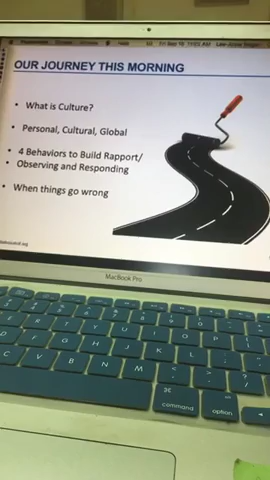 OUR JOURNEY THIS MORNING
What is Culture?
Personal, Cultural, Global
4 Behaviors to Build Rapport/
Observing and Responding
When things go wrong
MacBook Pro
R T Y U I O P
D F G H J K L
C V B N M
command option